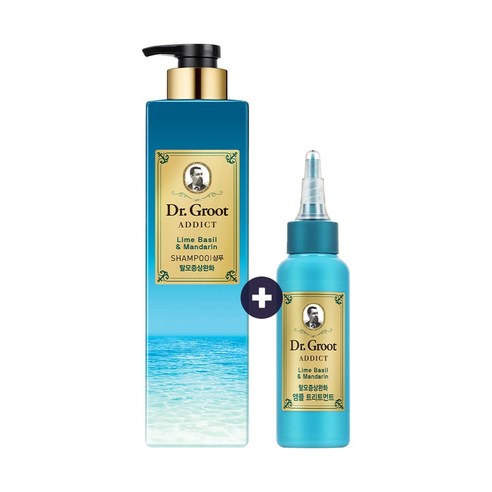 Dr. Groot
ADDICT
Lime Basil
& Mandarin
SHAMPOO|샴푸
탈모증상완화
+
Dr. Groot
ADDICT
Lime Basil
& Mandarin
탈모증상완화
앰플 트리트먼트